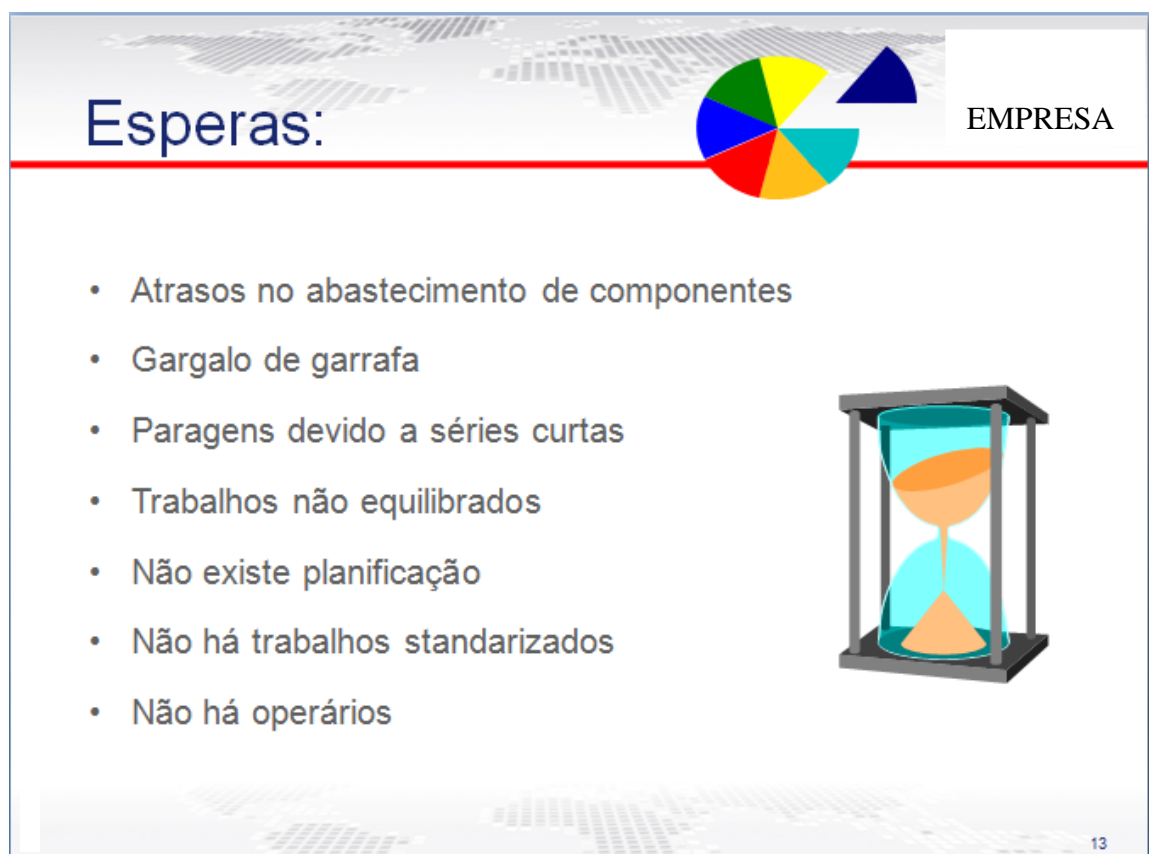 Esperas:
EMPRESA
• Atrasos no abastecimento de componentes
• Gargalo de garrafa
• Paragens devido a séries curtas
• Trabalhos não equilibrados
• Não existe planificação
• Não há trabalhos standarizados
• Não há operários
13